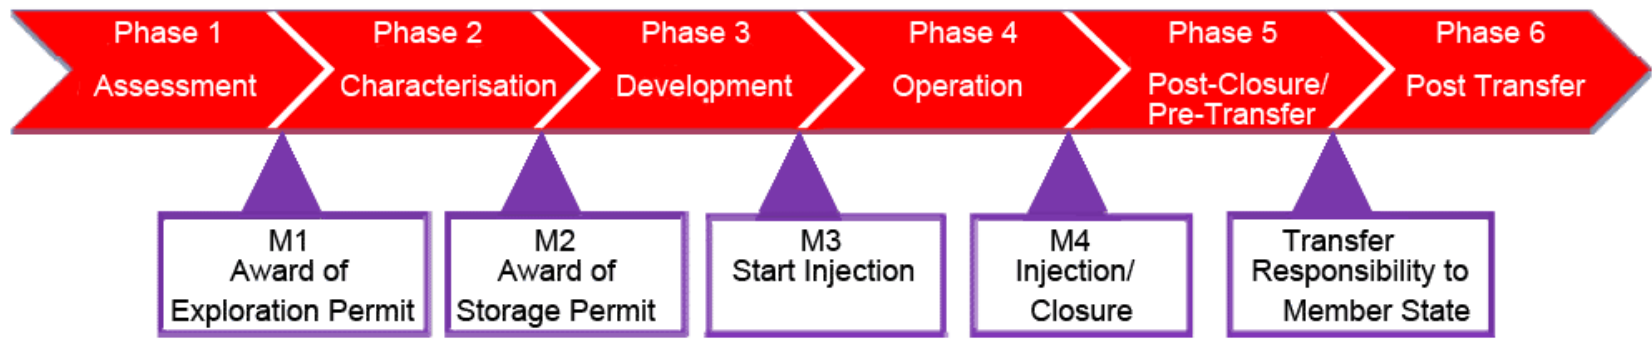 Phase 1
Assessment
Phase 2
Characterisation
Phase 3
Development
Phase 4
Operation
Phase 5
Post-Closure/
Pre-Transfer
Phase 6
Post Transfer
M1
Award of
Exploration Permit
M2
Award of
Storage Permit
M3
Start Injection
M4
Injection/
Closure
Transfer
Responsibility to
Member State